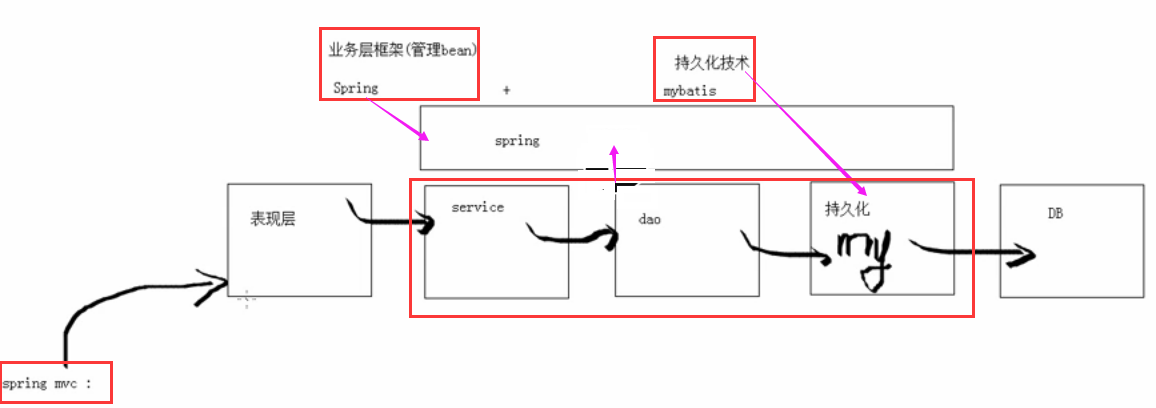 业务层框架(管理bean)
Spring
+
持久化技术
mybatis
spring
表现层
service
dao
持久化
my
DB
spring mvc :